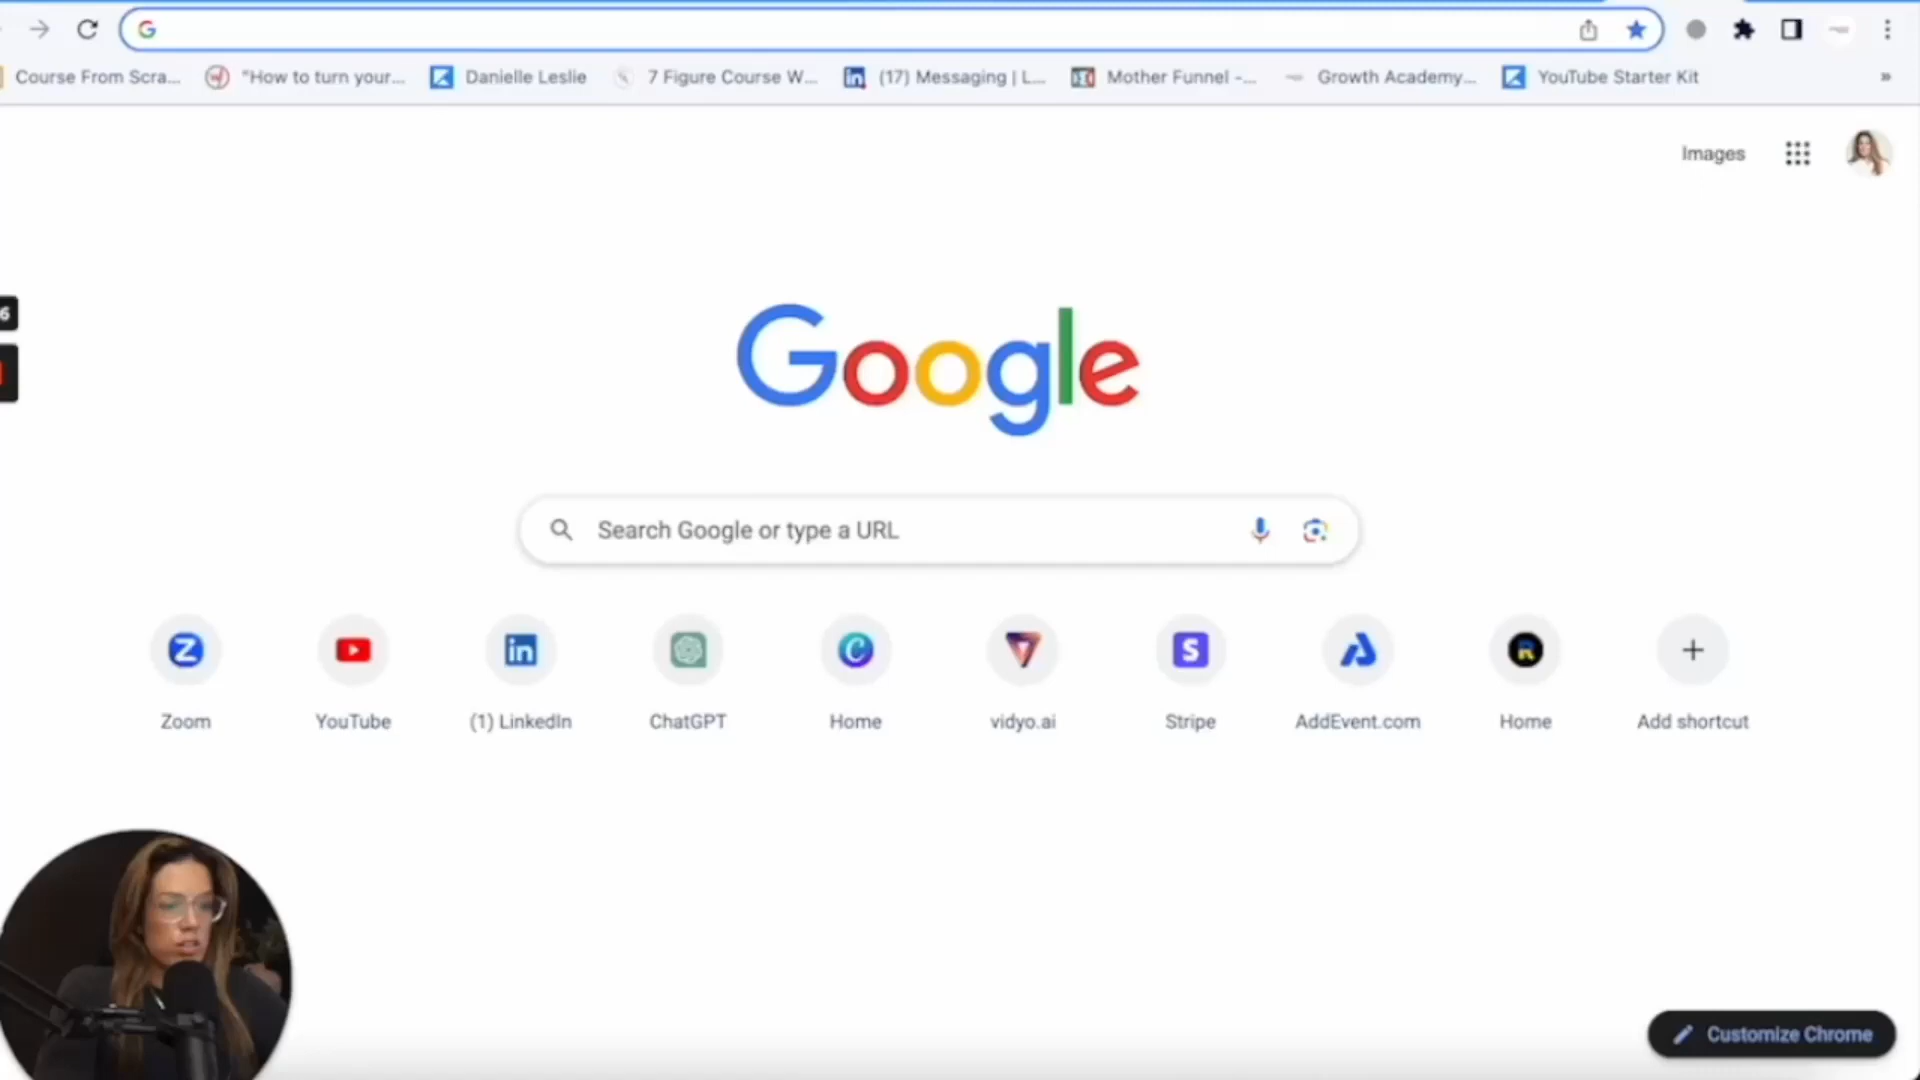 Course From Scra... "How to turn your... Danielle Leslie 7 Figure Course W... (17) Messaging | L... Mother Funnel -... Growth Academy... YouTube Starter Kit »
Images
6
Google
Search Google or type a URL
Zoom YouTube (1) LinkedIn ChatGPT Home vidyo.ai Stripe AddEvent.com Home Add shortcut
Customize Chrome